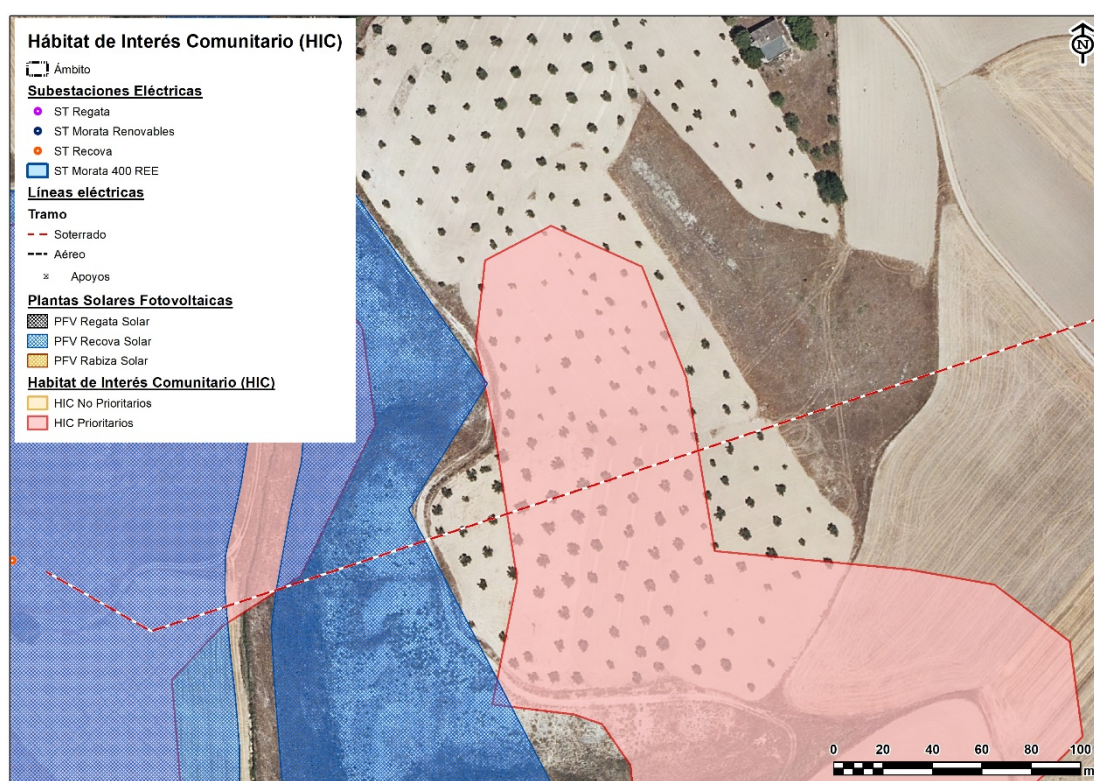 Hábitat de Interés Comunitario (HIC)
Ámbito
Subestaciones Eléctricas
ST Regata
ST Morata Renovables
ST Recova
ST Morata 400 REE
Líneas eléctricas
Tramo
Soterrado
Aéreo
Apoyos
Plantas Solares Fotovoltaicas
PFV Regata Solar
PFV Recova Solar
PFV Rabiza Solar
Habitat de Interés Comunitario (HIC)
HIC No Prioritarios
HIC Prioritarios
N
0 20 40 60 80 100
m